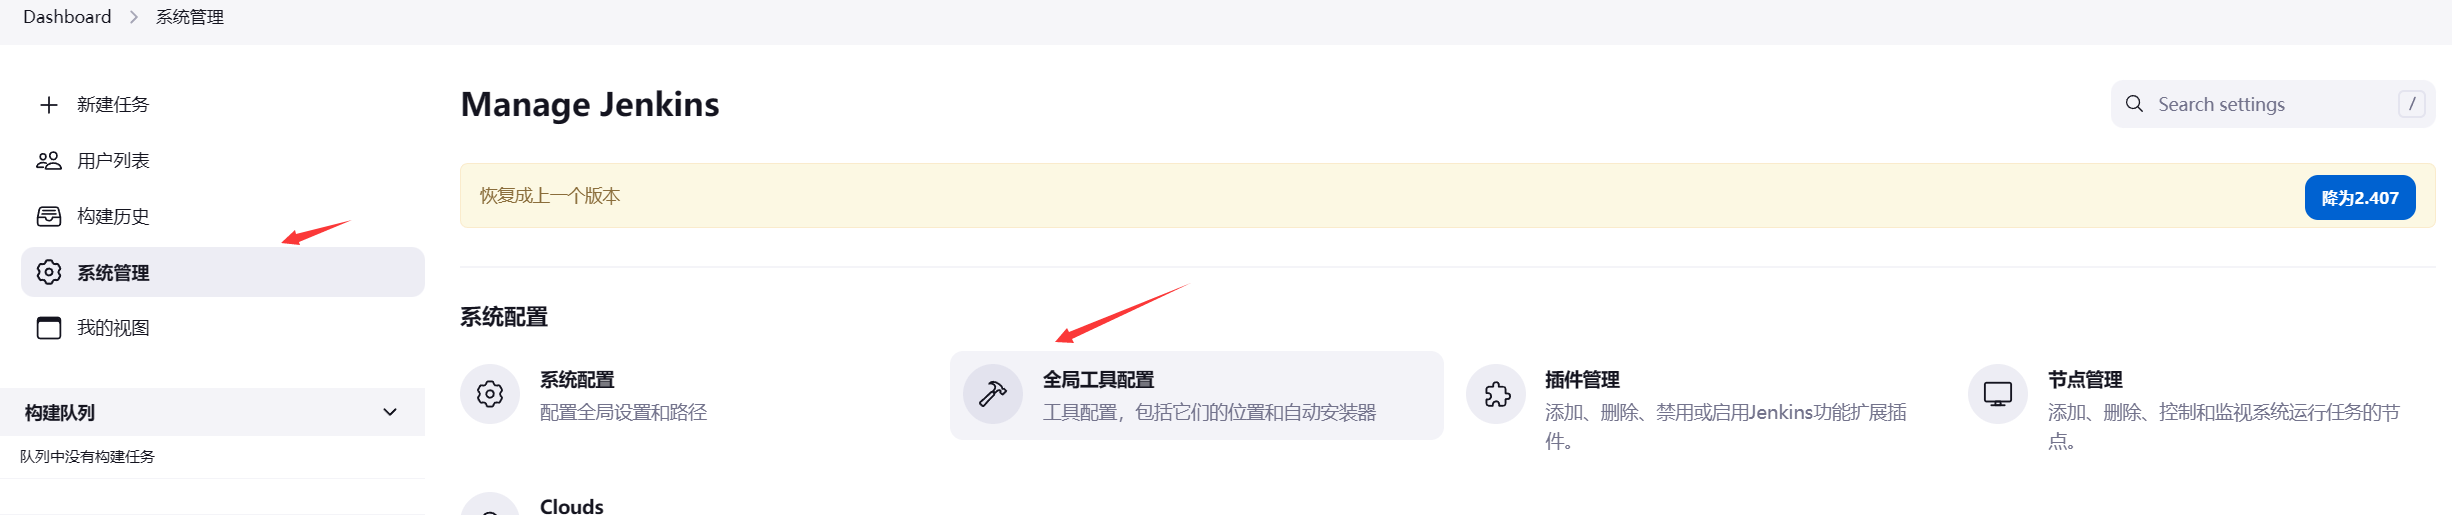 Dashboard > 系统管理
新建任务
用户列表
构建历史
系统管理
我的视图
构建队列
队列中没有构建任务
Manage Jenkins
Search settings
/
恢复成上一个版本
降为2.407
系统配置
系统配置
配置全局设置和路径
全局工具配置
工具配置，包括它们的位置和自动安装器
插件管理
添加、删除、禁用或启用Jenkins功能扩展插
件。
节点管理
添加、删除、控制和监视系统运行任务的节
点。
Clouds